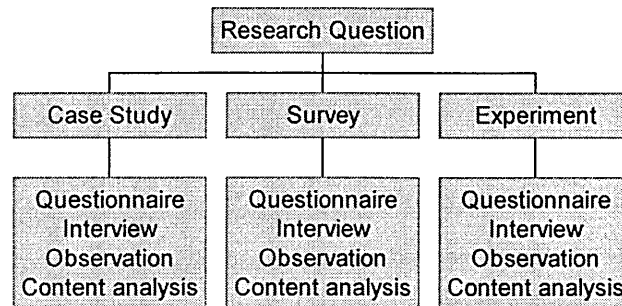 Research Question
Case Study
Survey
Experiment
Questionnaire
Interview
Observation
Content analysis
Questionnaire
Interview
Observation
Content analysis
Questionnaire
Interview
Observation
Content analysis